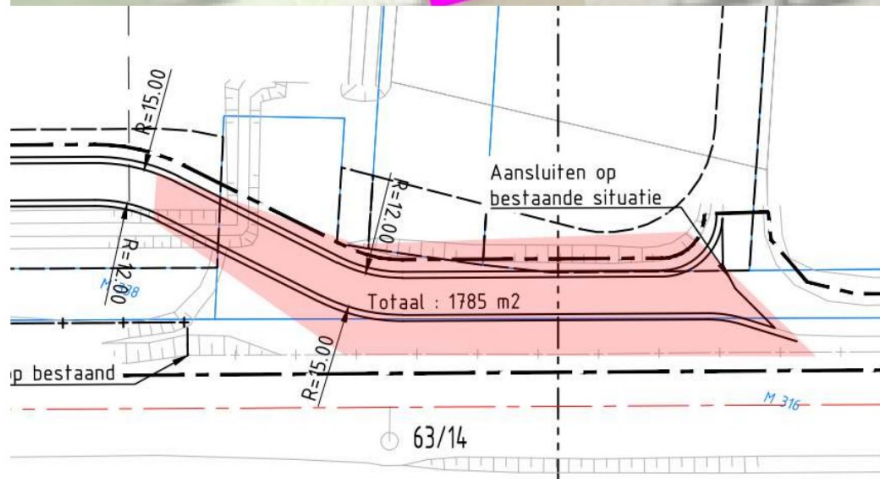 R=15.00
Aansluiten op
bestaande situatie
R=12.00
R=12.00
Totaal : 1785 m2
R=15.00
op bestaand
M 316
63/14